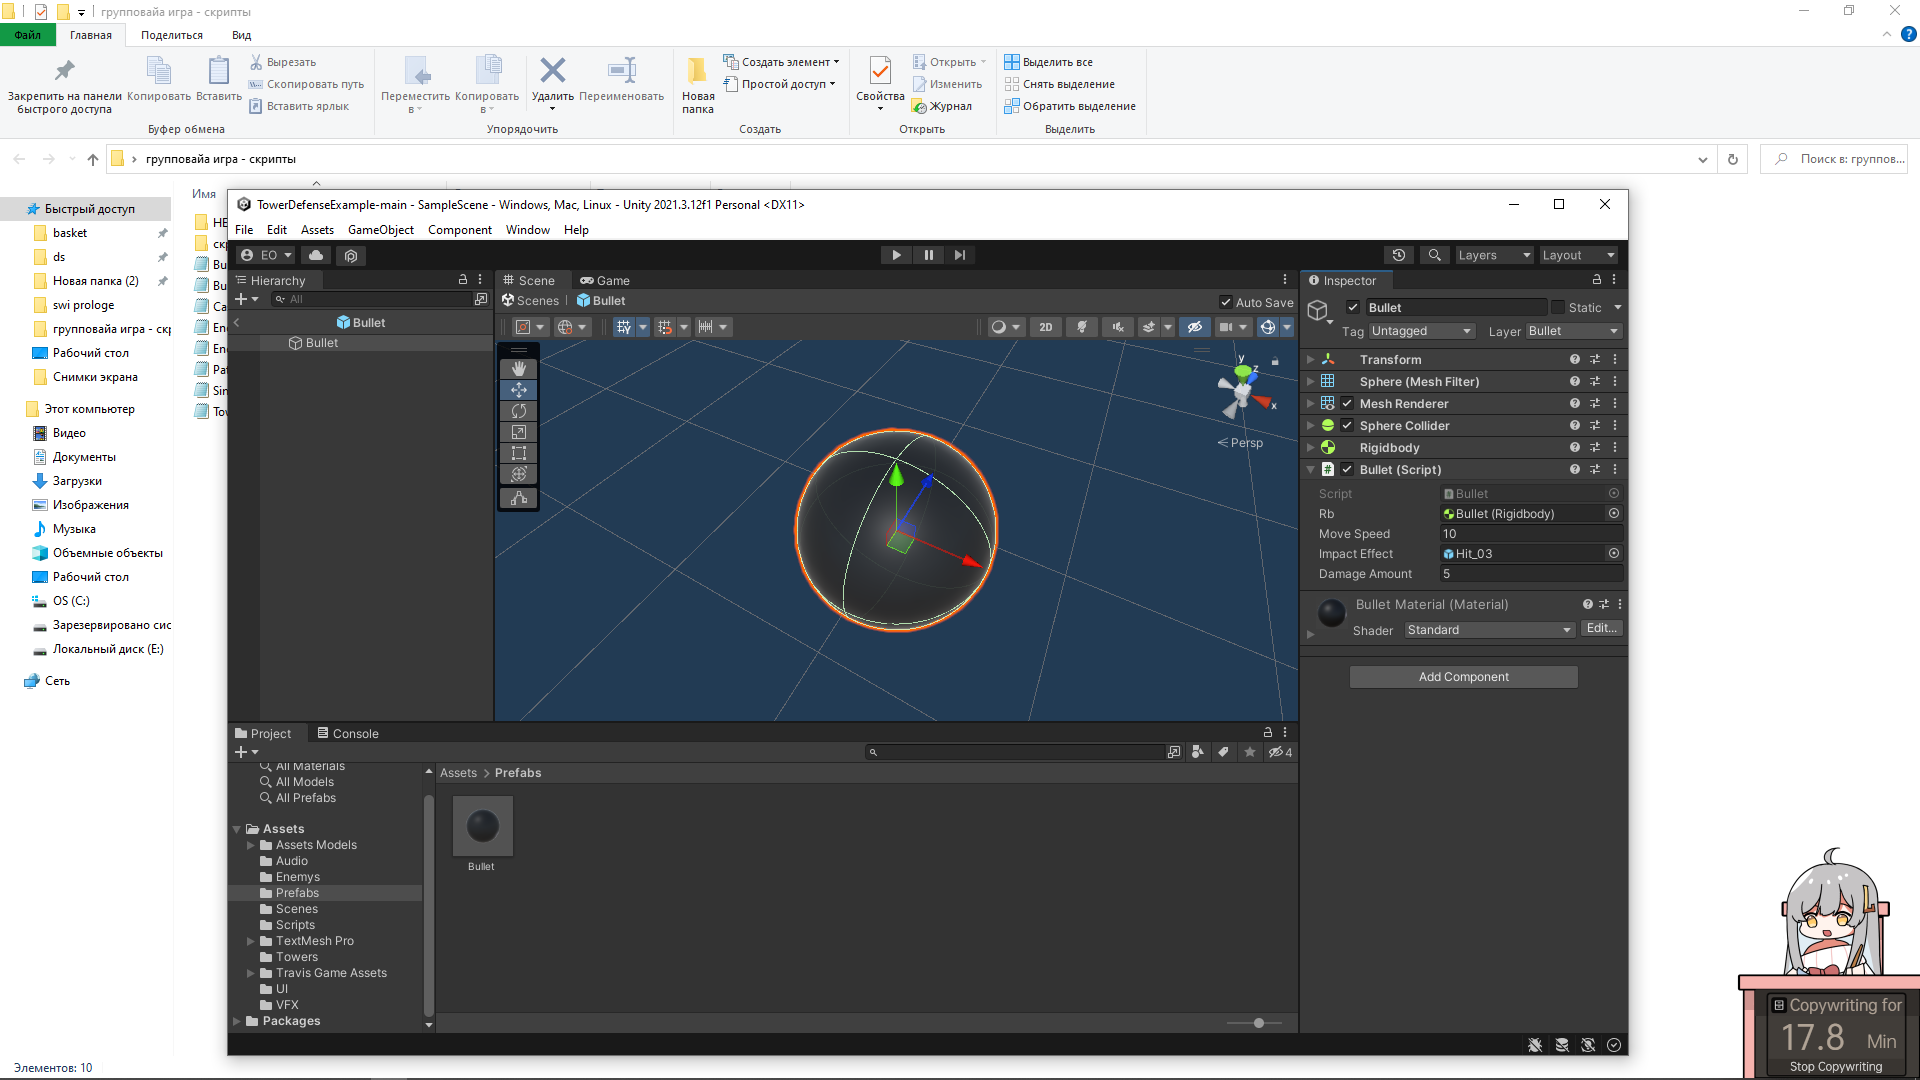 групповайа игра - скрипты
Файл
Главная
Поделиться
Вид
Закрепить на панели быстрого доступа
Копировать
Вставить
Вырезать
Скопировать путь
Вставить ярлык
Буфер обмена
Переместить в
Копировать в
Удалить
Переименовать
Упорядочить
Новая папка
Создать элемент
Простой доступ
Создать
Свойства
Открыть
Изменить
Журнал
Открыть
Выделить все
Снять выделение
Обратить выделение
Выделить
групповайа игра - скрипты
Поиск в: группов...
Имя
Быстрый доступ
basket
ds
Новая папка (2)
swi prologe
групповайа игра - скр
Рабочий стол
Снимки экрана
Этот компьютер
Видео
Документы
Загрузки
Изображения
Музыка
Объемные объекты
Рабочий стол
OS (C:)
Зарезервировано сис
Локальный диск (E:)
Сеть
Элементов: 10
TowerDefenseExample-main - SampleScene - Windows, Mac, Linux - Unity 2021.3.12f1 Personal <DX11>
File Edit Assets GameObject Component Window Help
EO
Layers
Layout
Hierarchy
All
Bullet
Bullet
Scene
Game
Scenes
Bullet
Auto Save
2D
y
z
x
Persp
Inspector
Bullet
Static
Tag Untagged
Layer Bullet
Transform
Sphere (Mesh Filter)
Mesh Renderer
Sphere Collider
Rigidbody
Bullet (Script)
Script Bullet
Rb Bullet (Rigidbody)
Move Speed 10
Impact Effect Hit_03
Damage Amount 5
Bullet Material (Material)
Shader Standard
Edit...
Add Component
Project
Console
4
All Materials
All Models
All Prefabs
Assets
Assets Models
Audio
Enemys
Prefabs
Scenes
Scripts
TextMesh Pro
Towers
Travis Game Assets
UI
VFX
Packages
Assets > Prefabs
Bullet
Copywriting for
17.8 Min
Stop Copywriting